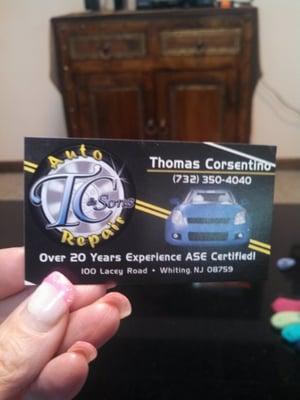 Auto
TC & Sons
Repair
Thomas Corsentino
(732) 350-4040
Over 20 Years Experience ASE Certified!
100 Lacey Road • Whiting, NJ 08759